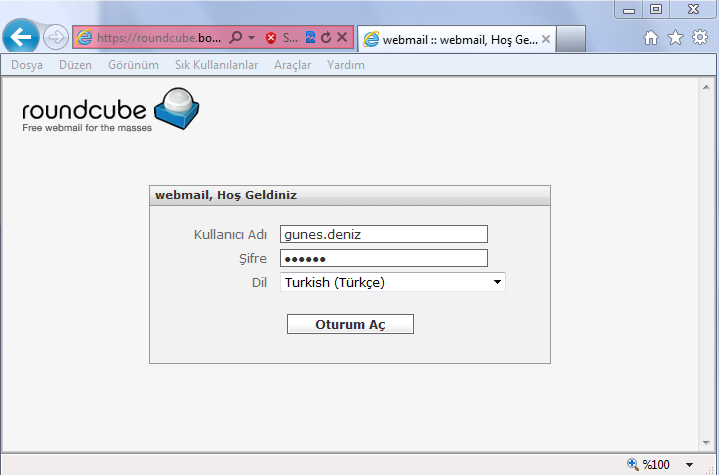 https://roundcube.bo... S...
webmail :: webmail, Hoş Ge...
Dosya Düzen Görünüm Sık Kullanılanlar Araçlar Yardım
roundcube
Free webmail for the masses
webmail, Hoş Geldiniz
Kullanıcı Adı gunes.deniz
Şifre ••••••
Dil Turkish (Türkçe)
Oturum Aç
%100